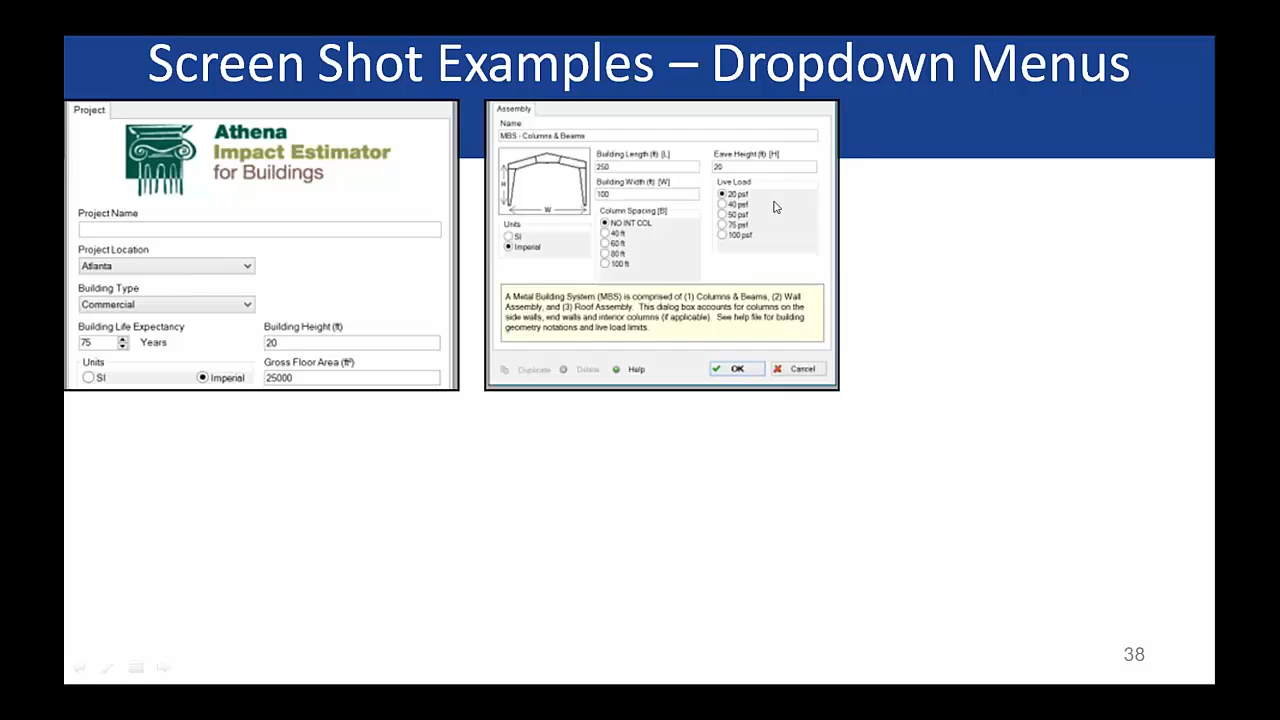 Screen Shot Examples – Dropdown Menus
Project
Athena
Impact Estimator
for Buildings
Project Name
Project Location
Atlanta
Building Type
Commercial
Building Life Expectancy
75 Years
Building Height (ft)
20
Units
SI Imperial
Gross Floor Area (ft²)
25000
Assembly
Name
MBS - Columns & Beams
H
W
Building Length (ft) [L]
250
Eave Height (ft) [H]
20
Building Width (ft) [W]
100
Units
SI
Imperial
Column Spacing [B]
NO INT COL
40 ft
60 ft
80 ft
100 ft
Live Load
20 psf
40 psf
50 psf
75 psf
100 psf
A Metal Building System (MBS) is comprised of (1) Columns & Beams, (2) Wall
Assembly, and (3) Roof Assembly. This dialog box accounts for columns on the
side walls, end walls and interior columns (if applicable). See help file for building
geometry notations and live load limits.
Duplicate Delete Help OK Cancel
38